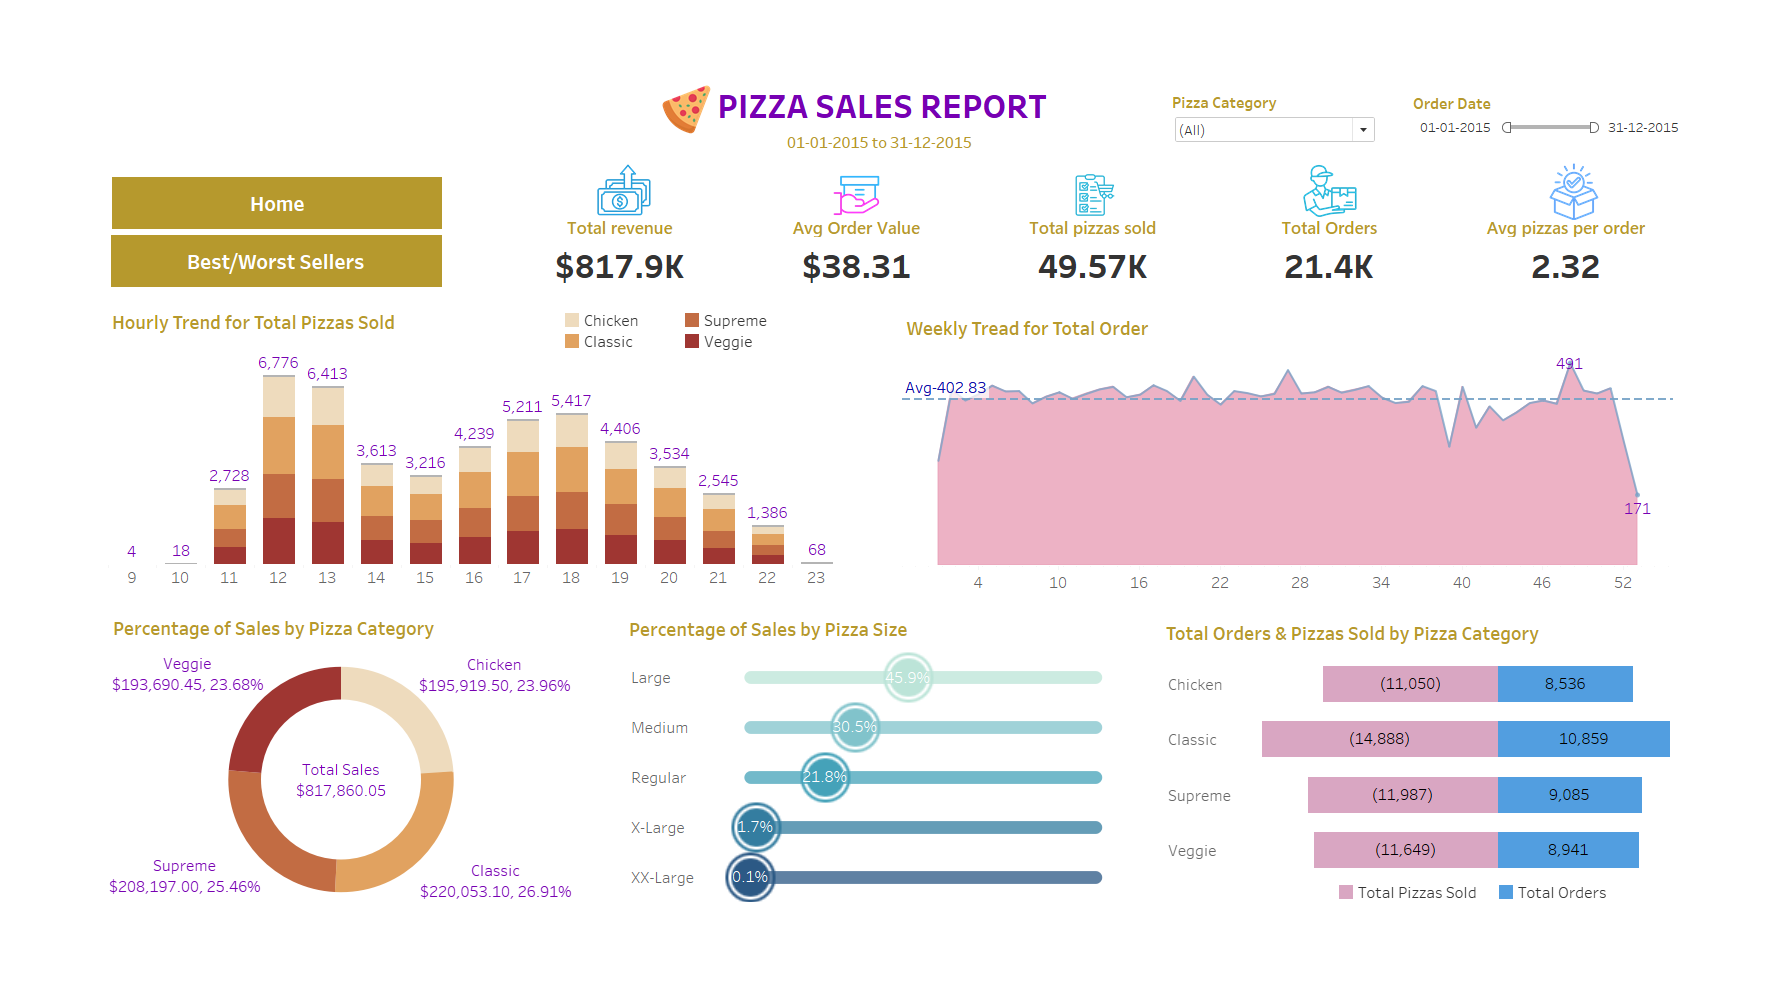 PIZZA SALES REPORT
01-01-2015 to 31-12-2015
Pizza Category
(All)
Order Date
01-01-2015
31-12-2015
Home
Best/Worst Sellers
Total revenue
$817.9K
Avg Order Value
$38.31
Total pizzas sold
49.57K
Total Orders
21.4K
Avg pizzas per order
2.32
Hourly Trend for Total Pizzas Sold
Chicken
Supreme
Classic
Veggie
4
18
2,728
6,776
6,413
3,613
3,216
4,239
5,211
5,417
4,406
3,534
2,545
1,386
68
9 10 11 12 13 14 15 16 17 18 19 20 21 22 23
Weekly Tread for Total Order
Avg-402.83
491
171
4 10 16 22 28 34 40 46 52
Percentage of Sales by Pizza Category
Veggie
$193,690.45, 23.68%
Chicken
$195,919.50, 23.96%
Total Sales
$817,860.05
Supreme
$208,197.00, 25.46%
Classic
$220,053.10, 26.91%
Percentage of Sales by Pizza Size
Large 45.9%
Medium 30.5%
Regular 21.8%
X-Large 1.7%
XX-Large 0.1%
Total Orders & Pizzas Sold by Pizza Category
Chicken (11,050) 8,536
Classic (14,888) 10,859
Supreme (11,987) 9,085
Veggie (11,649) 8,941
Total Pizzas Sold
Total Orders